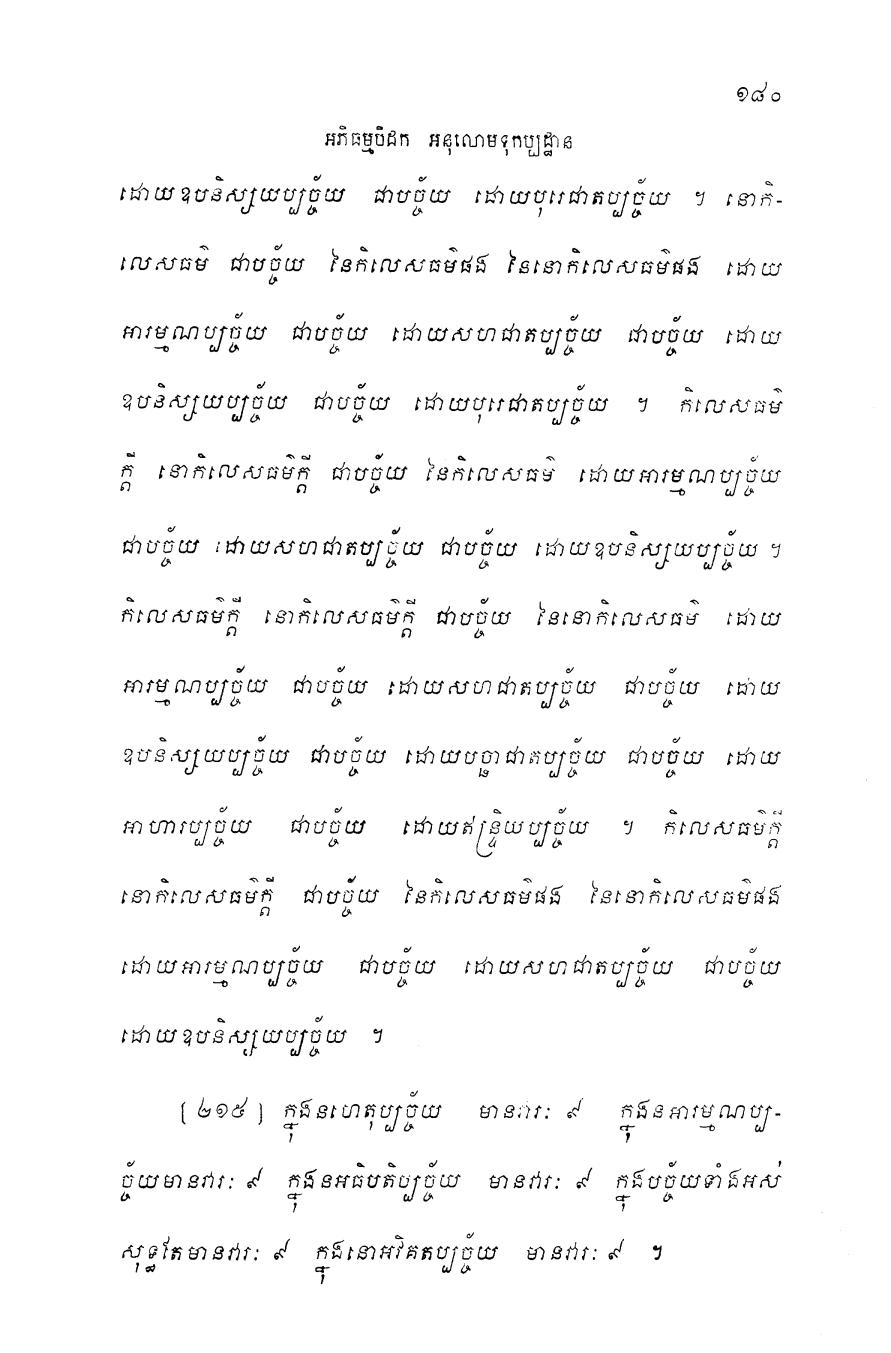 ១៨០
អភិធម្មបិដក អនុលោមទុកប្បដ្ឋាន
ដោយឧបនិស្សយប្បច្ច័យ ជាបច្ច័យ ដោយបុរេជាតប្បច្ច័យ ។ នោកិ-
លេសធម៌ ជាបច្ច័យ នៃកិលេសធម៌ផង នៃនោកិលេសធម៌ផង ដោយ
អារម្មណប្បច្ច័យ ជាបច្ច័យ ដោយសហជាតប្បច្ច័យ ជាបច្ច័យ ដោយ
ឧបនិស្សយប្បច្ច័យ ជាបច្ច័យ ដោយបុរេជាតប្បច្ច័យ ។ កិលេសធម៌
ក្តី នោកិលេសធម៌ក្តី ជាបច្ច័យ នៃកិលេសធម៌ ដោយអារម្មណប្បច្ច័យ
ជាបច្ច័យ ដោយសហជាតប្បច្ច័យ ជាបច្ច័យ ដោយឧបនិស្សយប្បច្ច័យ ។
កិលេសធម៌ក្តី នោកិលេសធម៌ក្តី ជាបច្ច័យ នៃនោកិលេសធម៌ ដោយ
អារម្មណប្បច្ច័យ ជាបច្ច័យ ដោយសហជាតប្បច្ច័យ ជាបច្ច័យ ដោយ
ឧបនិស្សយប្បច្ច័យ ជាបច្ច័យ ដោយបច្ឆាជាតប្បច្ច័យ ជាបច្ច័យ ដោយ
អាហារប្បច្ច័យ ជាបច្ច័យ ដោយឥន្ទ្រិយប្បច្ច័យ ។ កិលេសធម៌ក្តី
នោកិលេសធម៌ក្តី ជាបច្ច័យ នៃកិលេសធម៌ផង នៃនោកិលេសធម៌ផង
ដោយអារម្មណប្បច្ច័យ ជាបច្ច័យ ដោយសហជាតប្បច្ច័យ ជាបច្ច័យ
ដោយឧបនិស្សយប្បច្ច័យ ។
[ ២១៥ ] ក្នុងនហេតុប្បច្ច័យ មានវារៈ ៩ ក្នុងនអារម្មណប្ប-
ច្ច័យមានវារៈ ៩ ក្នុងនអធិបតិប្បច្ច័យ មានវារៈ ៩ ក្នុងបច្ច័យទាំងអស់
សុទ្ធតែមានវារៈ ៩ ក្នុងនោអវិគតប្បច្ច័យ មានវារៈ ៩ ។